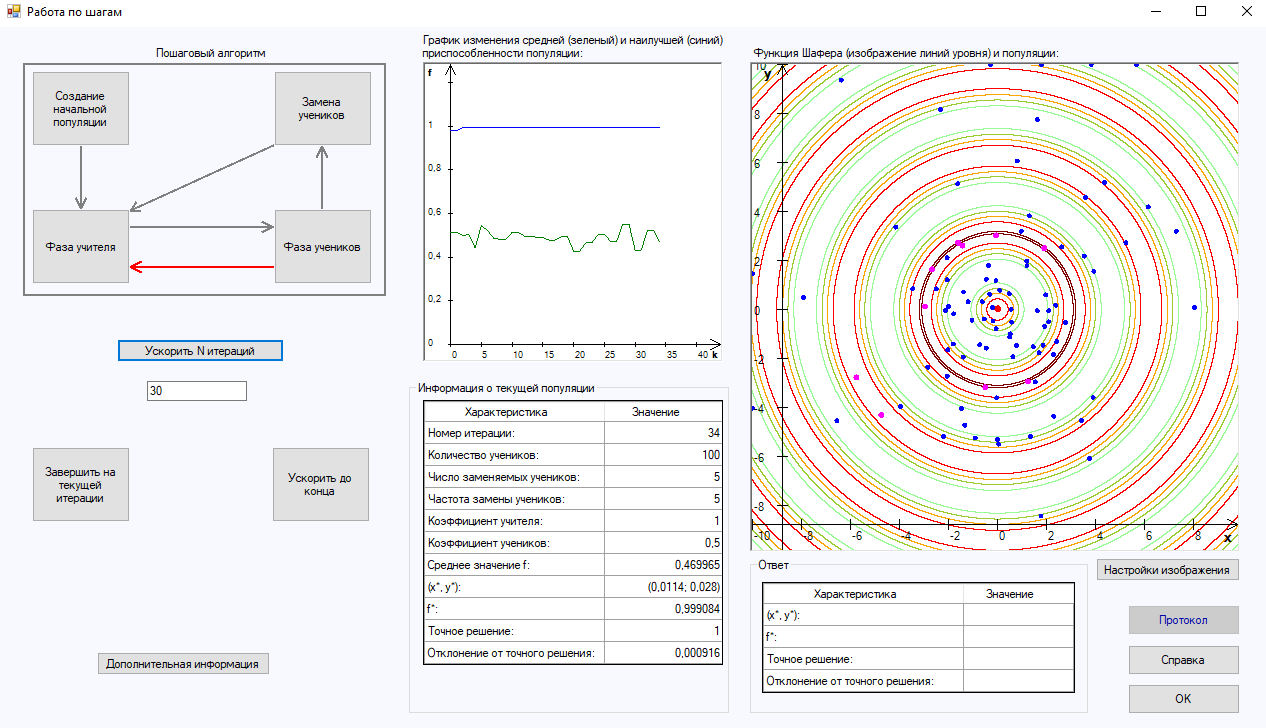 Работа по шагам
Пошаговый алгоритм
Создание
начальной
популяции
Замена
учеников
Фаза учителя
Фаза учеников
Ускорить N итераций
30
Завершить на
текущей
итерации
Ускорить до
конца
Дополнительная информация
График изменения средней (зеленый) и наилучшей (синий)
приспособленности популяции:
f
1
0,8
0,6
0,4
0,2
0
0 5 10 15 20 25 30 35 40 k
Информация о текущей популяции
Характеристика Значение
Номер итерации: 34
Количество учеников: 100
Число заменяемых учеников: 5
Частота замены учеников: 5
Коэффициент учителя: 1
Коэффициент учеников: 0,5
Среднее значение f: 0,469965
(x*, y*): (0,0114; 0,028)
f*: 0,999084
Точное решение: 1
Отклонение от точного решения: 0,000916
Функция Шафера (изображение линий уровня) и популяции:
10
y
8
6
4
2
0
-2
-4
-6
-8
-10 -8 -6 -4 -2 0 2 4 6 8 x
Ответ
Характеристика Значение
(x*, y*):
f*:
Точное решение:
Отклонение от точного решения:
Настройки изображения
Протокол
Справка
OK